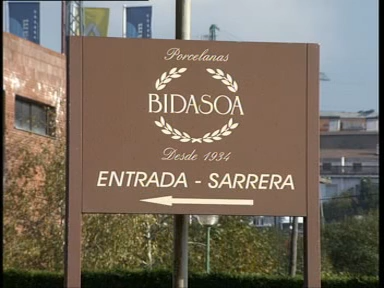 Porcelanas
BIDASOA
Desde 1934
ENTRADA - SARRERA